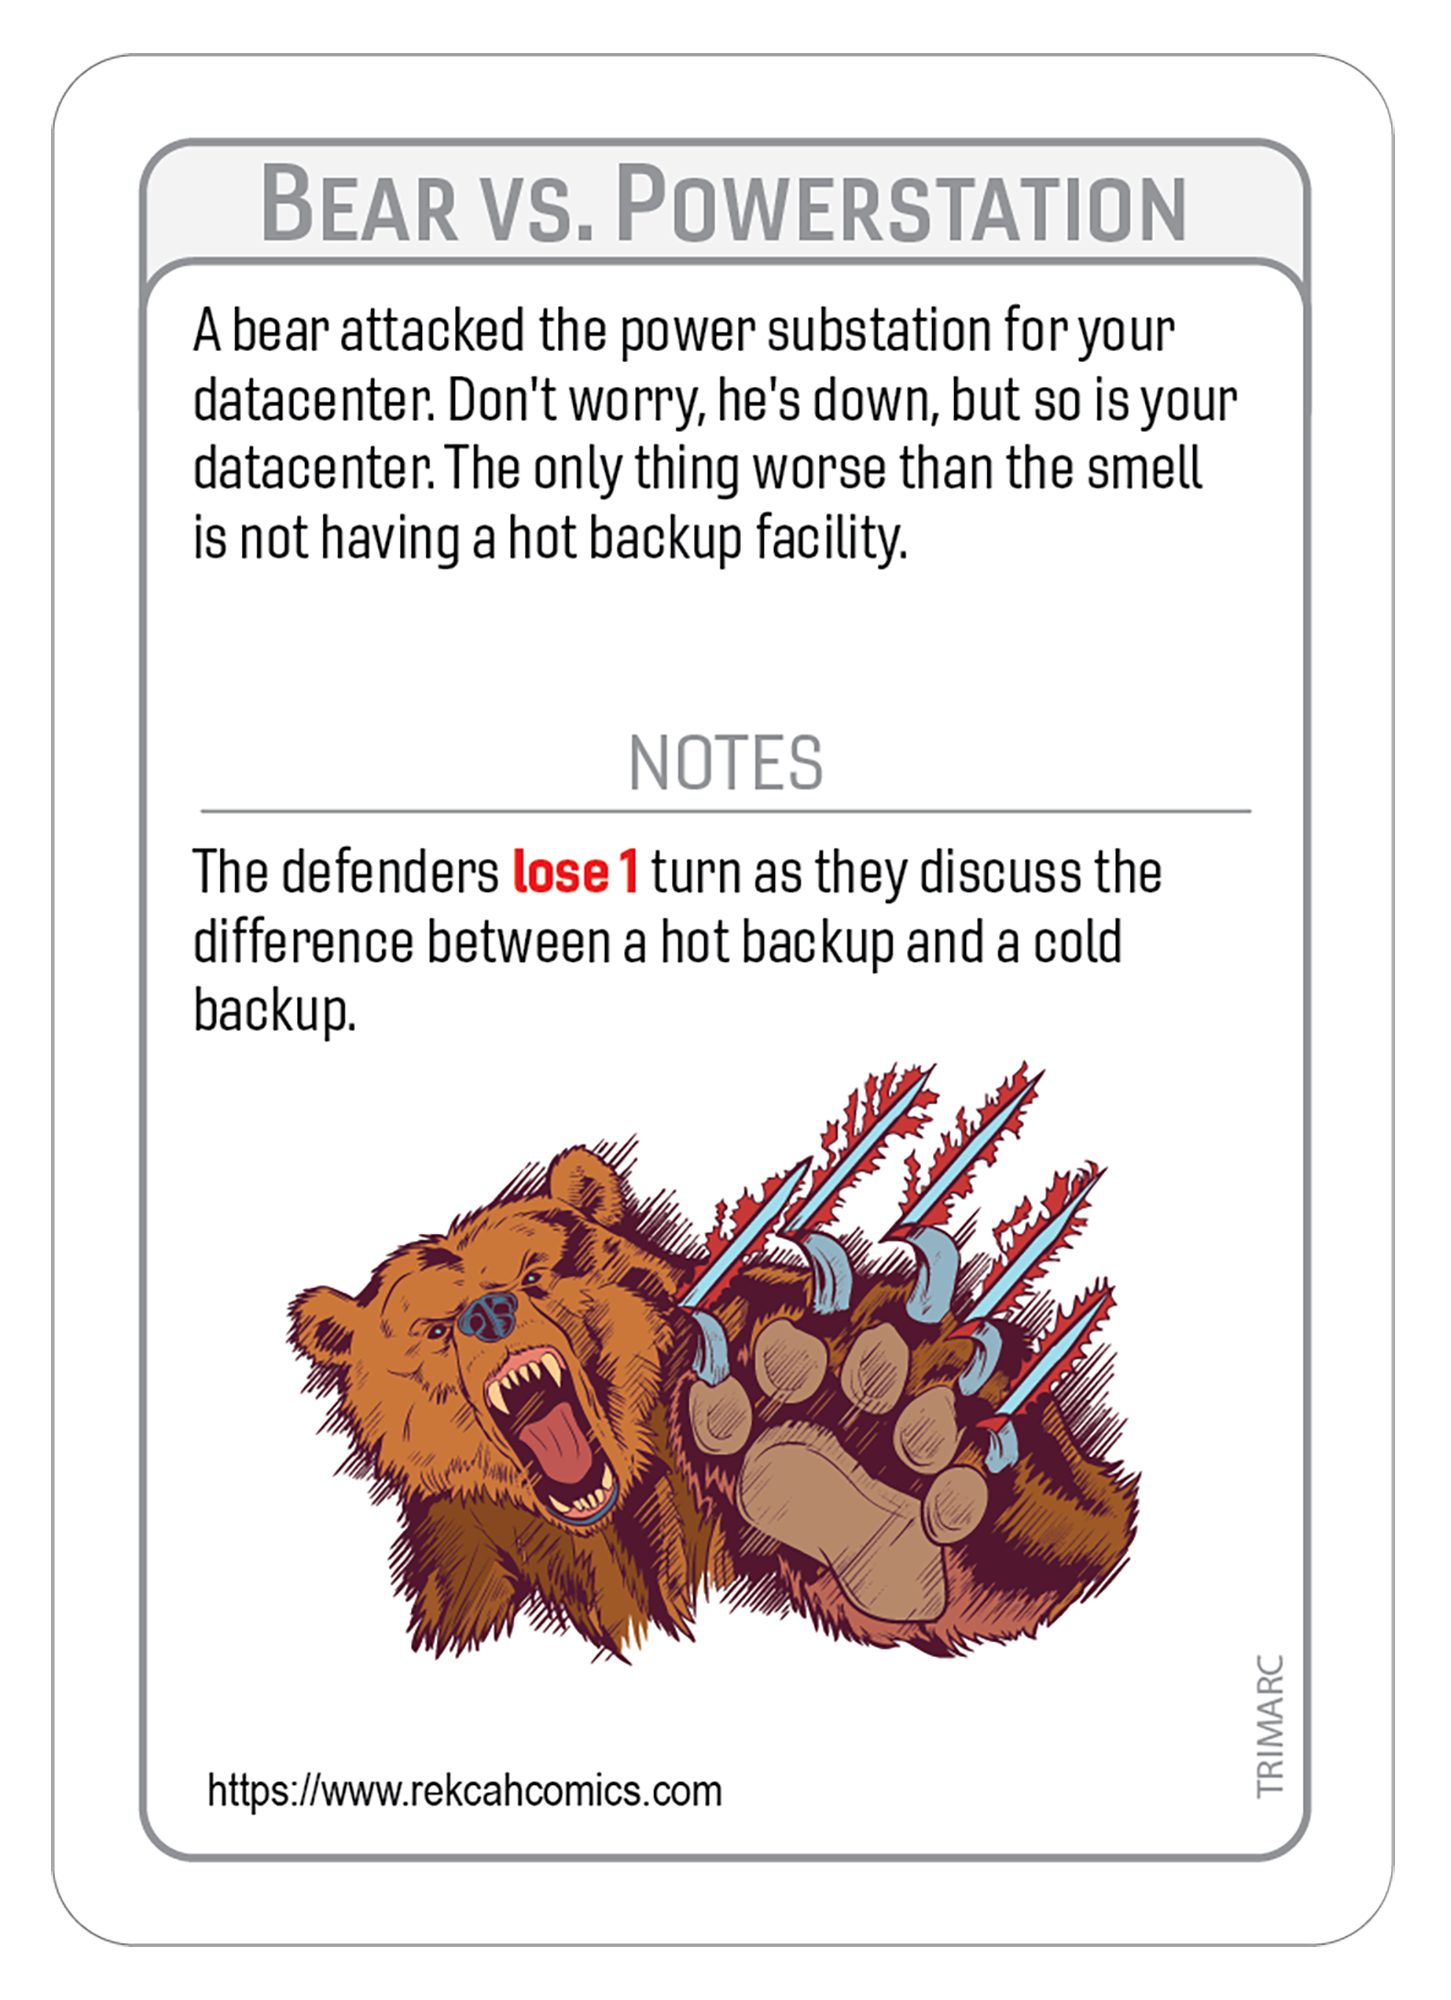 BEAR VS. POWERSTATION
A bear attacked the power substation for your
datacenter. Don't worry, he's down, but so is your
datacenter. The only thing worse than the smell
is not having a hot backup facility.
NOTES
The defenders lose 1 turn as they discuss the
difference between a hot backup and a cold
backup.
TRIMARC
https://www.rekcahcomics.com